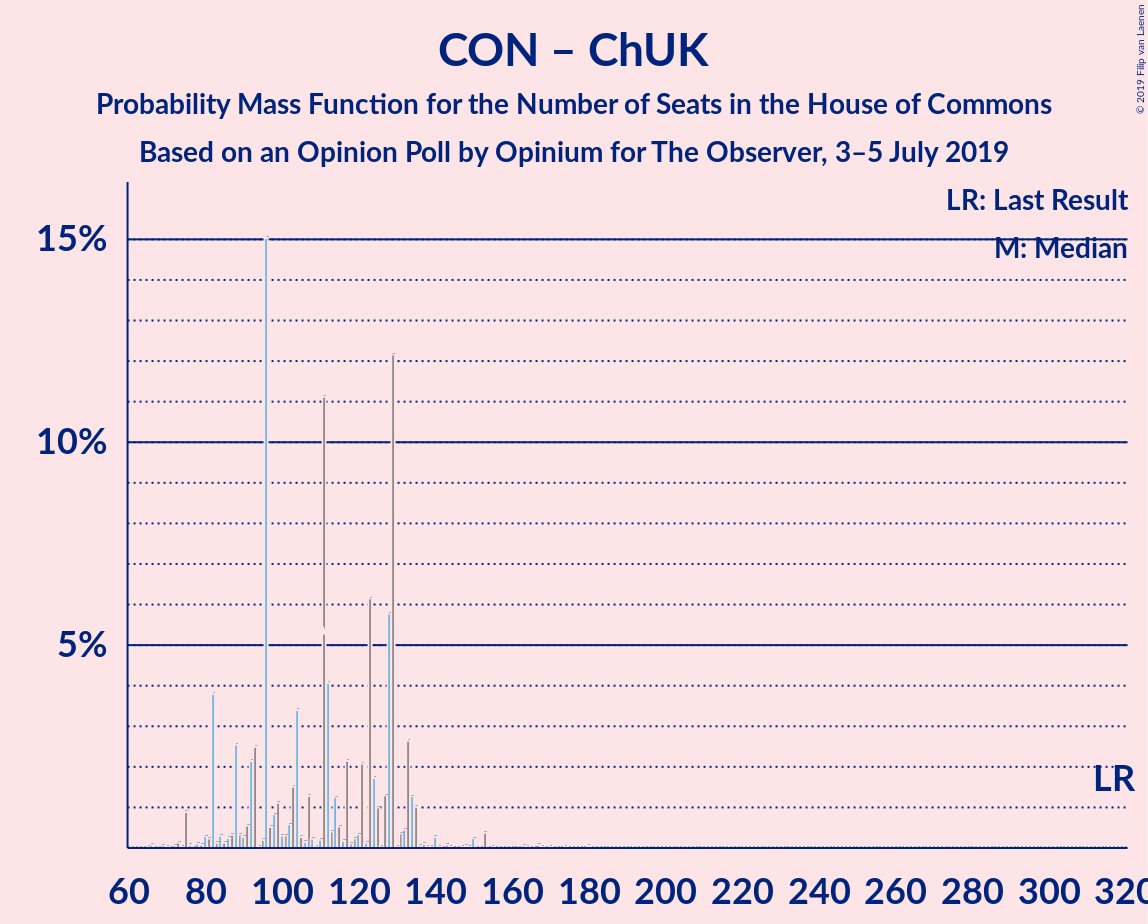 CON – ChUK
Probability Mass Function for the Number of Seats in the House of Commons
Based on an Opinion Poll by Opinium for The Observer, 3–5 July 2019
© 2019 Filip van Laenen
LR: Last Result
M: Median
15%
10%
5%
LR
60 80 100 120 140 160 180 200 220 240 260 280 300 320